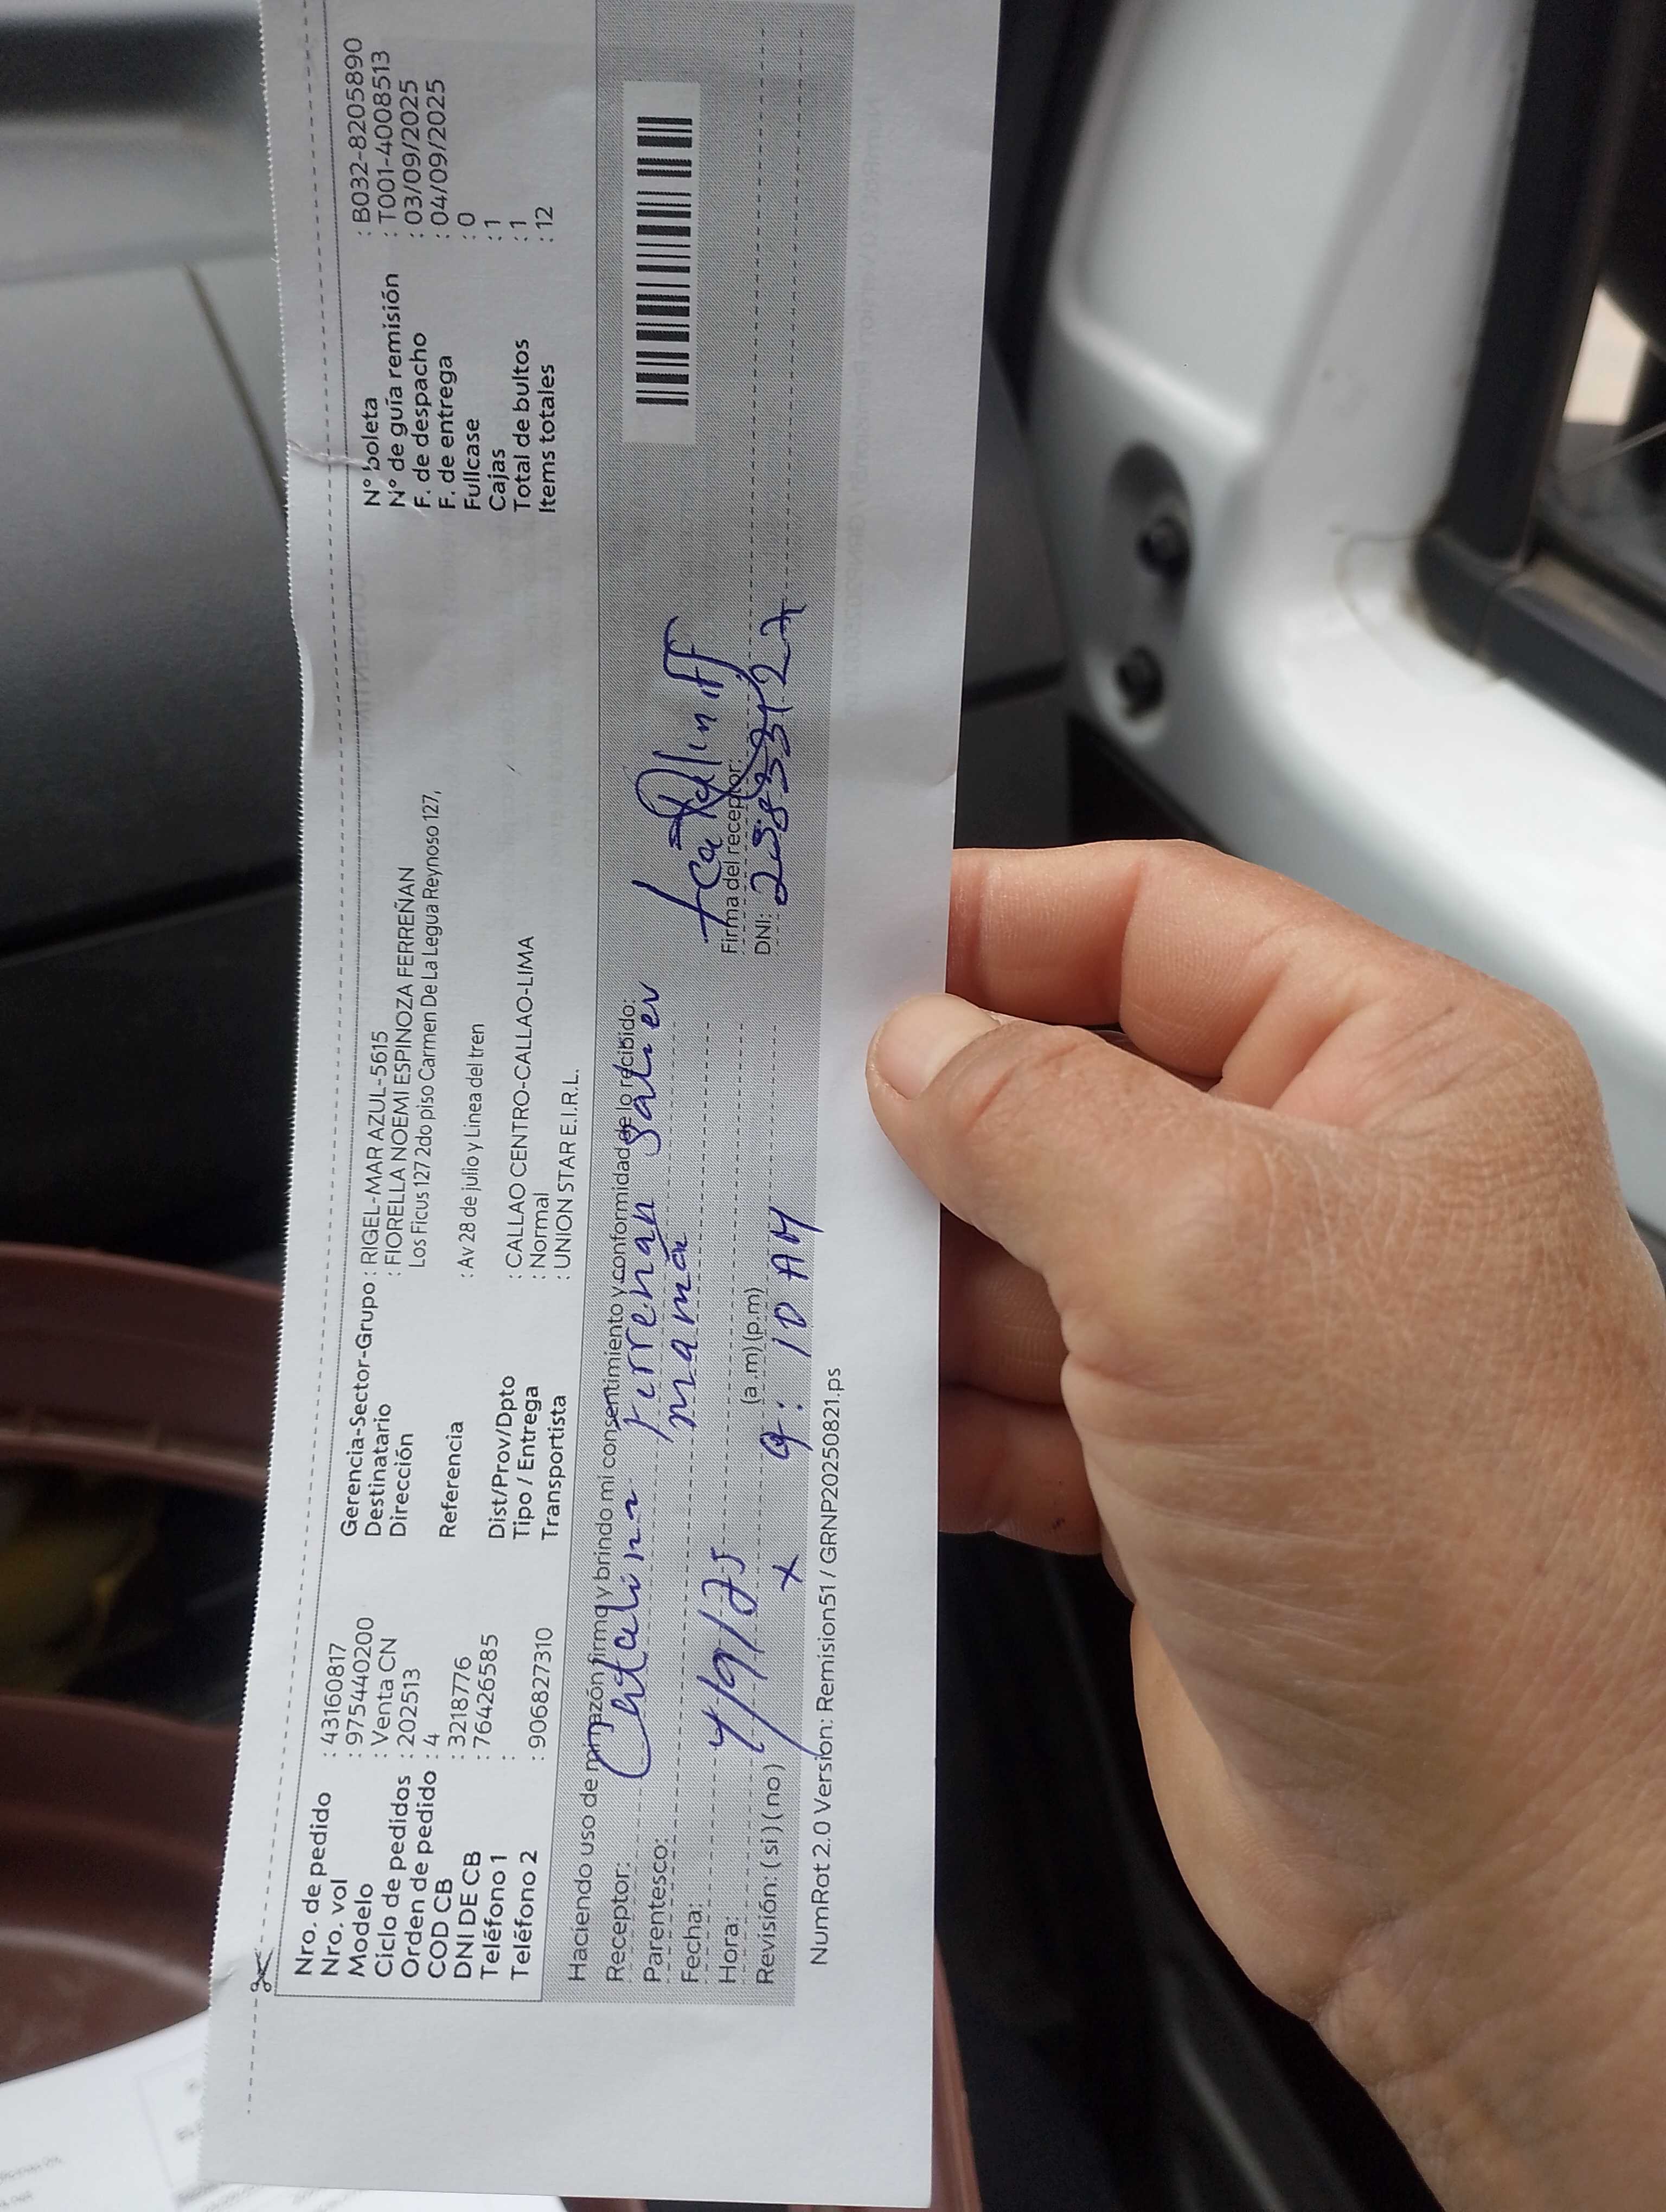 Nro. de pedido : 43160817
Nro. vol : 975440200
Modelo : Venta CN
Ciclo de pedidos : 202513
Orden de pedido : 4
COD CB : 3218776
DNI DE CB : 76426585
Teléfono 1 :
Teléfono 2 : 906827310
Gerencia-Sector-Grupo : RIGEL-MAR AZUL-5615
Destinatario : FIORELLA NOEMI ESPINOZA FERREÑAN
Dirección Los Ficus 127 2do piso Carmen De La Legua Reynoso 127,
Referencia : Av 28 de julio y Linea del tren
Dist/Prov/Dpto : CALLAO CENTRO-CALLAO-LIMA
Tipo / Entrega : Normal
Transportista : UNION STAR E.I.R.L.
N° boleta : B032-8205890
N° de guía remisión : T001-4008513
F. de despacho : 03/09/2025
F. de entrega : 04/09/2025
Fullcase : 0
Cajas : 1
Total de bultos : 1
Items totales : 12
Haciendo uso de mi razón firmo y brindo mi consentimiento y conformidad de lo recibido:
Receptor: Catalina Ferreñan
Parentesco: mamá
Fecha: 4/9/25
Hora: (a.m) (p.m) 9:10 AM
Revisión: (si) (no) x
Firma del receptor:
DNI:
NumRot 2.0 Version: Remision51 / GRNP20250821.ps